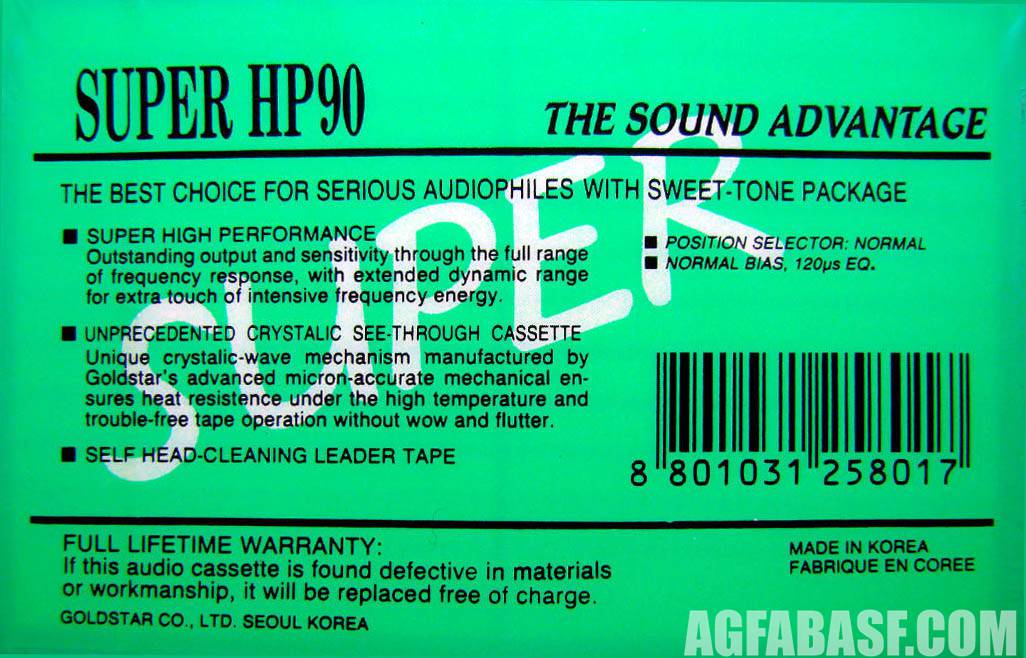 SUPER HP90
THE SOUND ADVANTAGE
THE BEST CHOICE FOR SERIOUS AUDIOPHILES WITH SWEET-TONE PACKAGE
■ SUPER HIGH PERFORMANCE
Outstanding output and sensitivity through the full range
of frequency response, with extended dynamic range
for extra touch of intensive frequency energy.
■ POSITION SELECTOR: NORMAL
■ NORMAL BIAS, 120µs EQ.
SUPER
■ UNPRECEDENTED CRYSTALIC SEE-THROUGH CASSETTE
Unique crystalic-wave mechanism manufactured by
Goldstar's advanced micron-accurate mechanical en-
sures heat resistence under the high temperature and
trouble-free tape operation without wow and flutter.
■ SELF HEAD-CLEANING LEADER TAPE
8 801031 258017
FULL LIFETIME WARRANTY:
If this audio cassette is found defective in materials
or workmanship, it will be replaced free of charge.
GOLDSTAR CO., LTD. SEOUL KOREA
MADE IN KOREA
FABRIQUE EN COREE
AGFABASF.COM